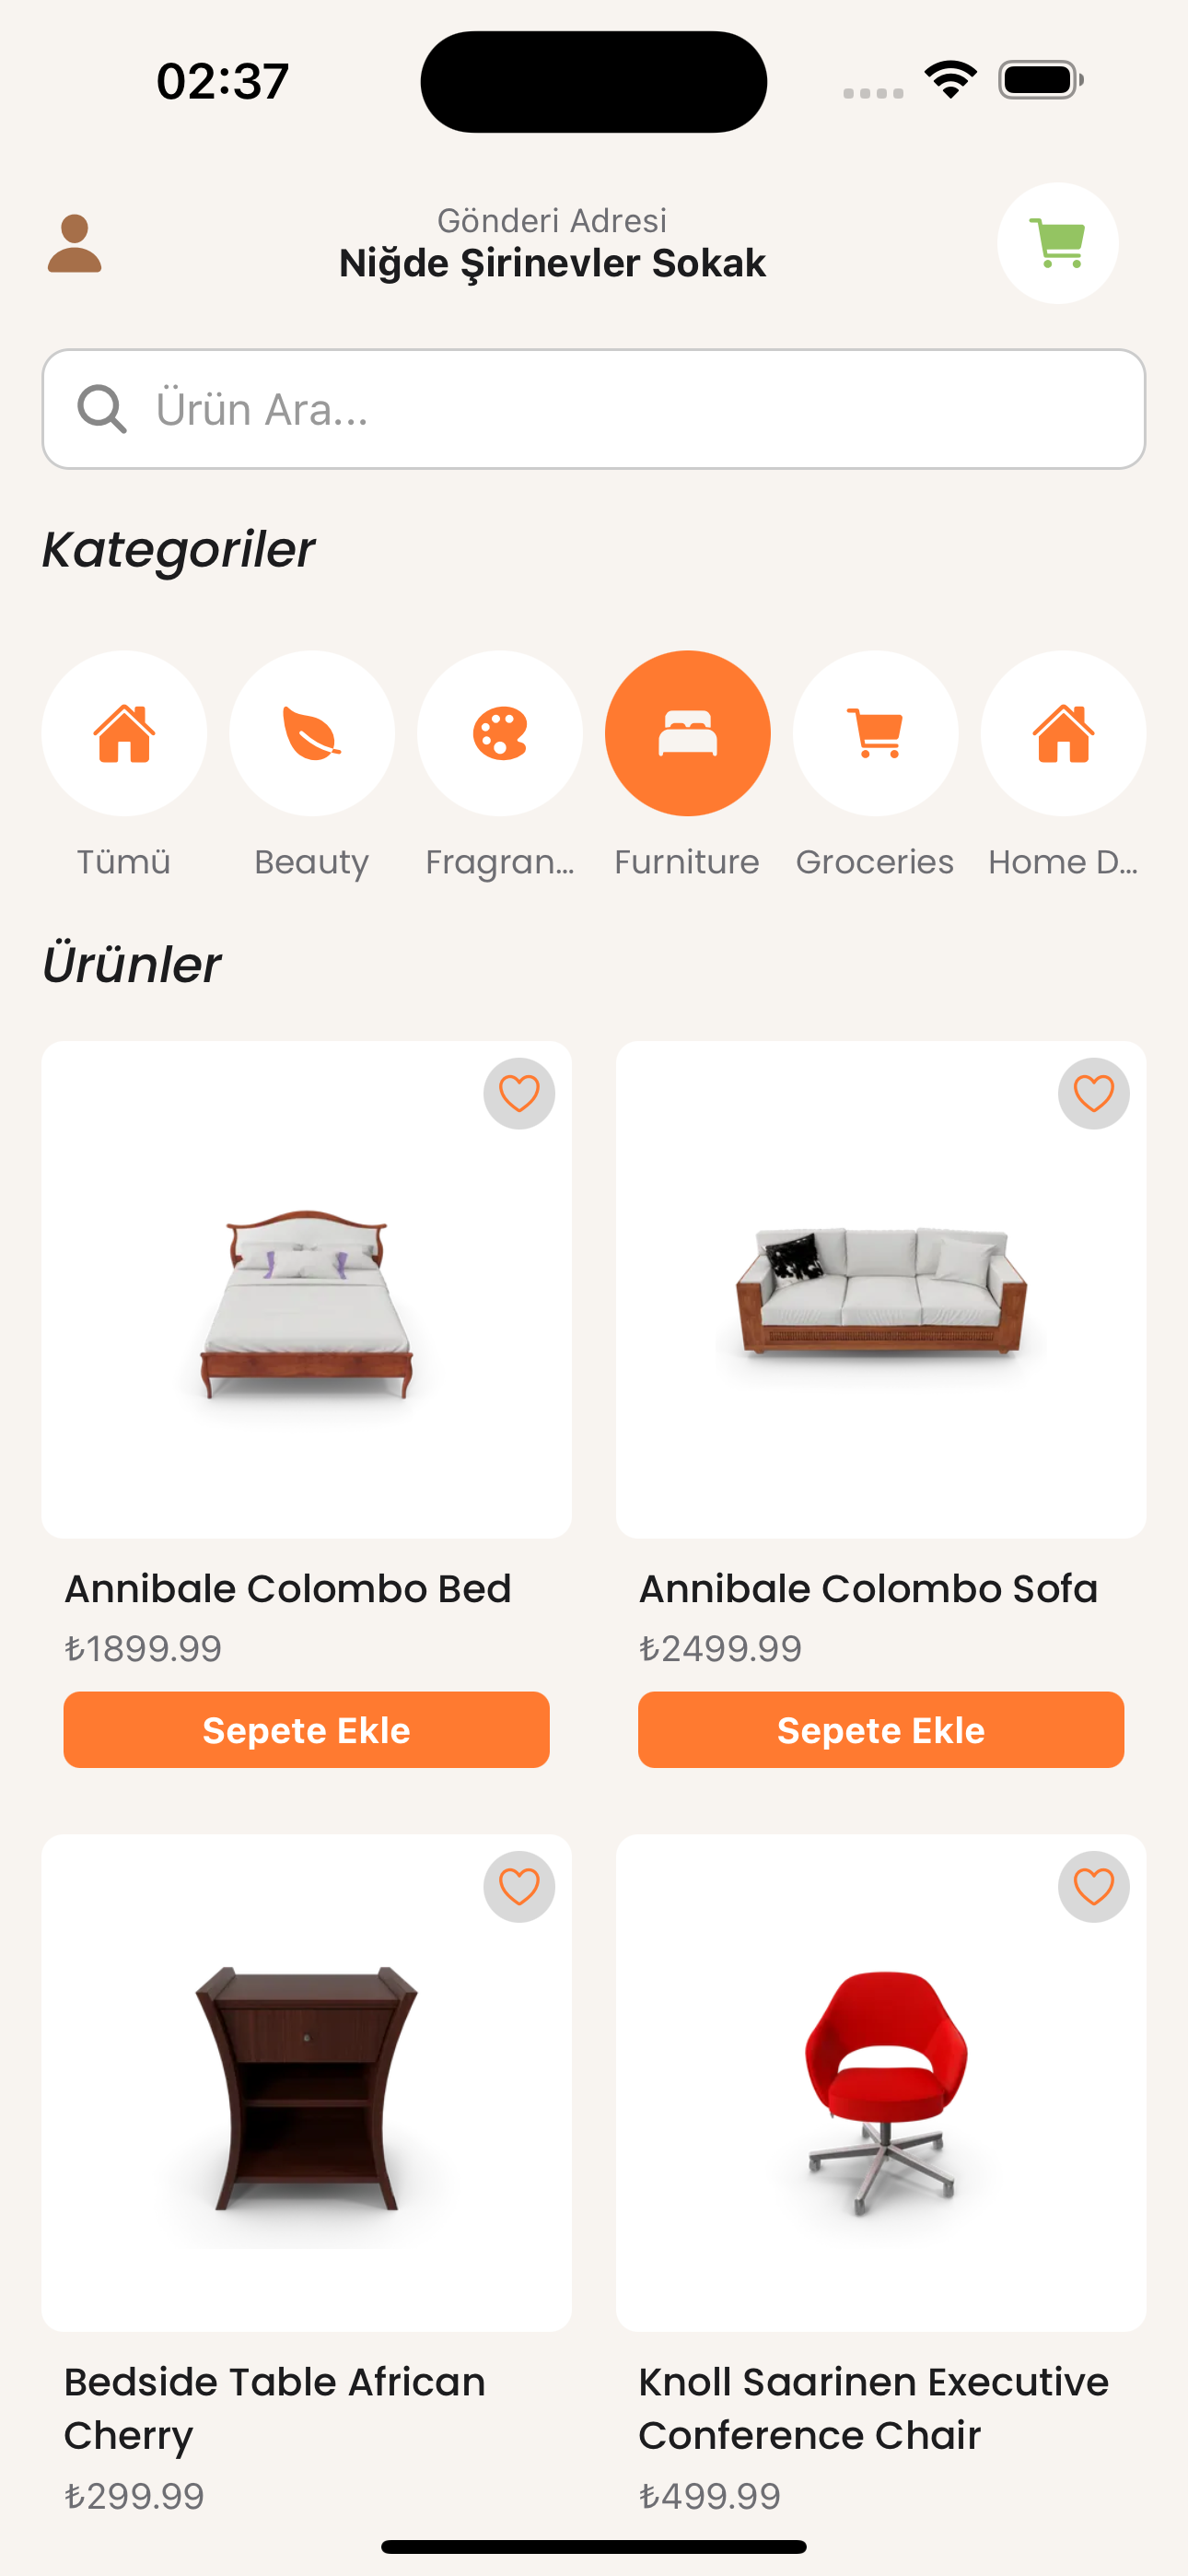 02:37
Gönderi Adresi
Niğde Şirinevler Sokak
Ürün Ara...
Kategoriler
Tümü
Beauty
Fragran...
Furniture
Groceries
Home D...
Ürünler
Annibale Colombo Bed
₺1899.99
Sepete Ekle
Annibale Colombo Sofa
₺2499.99
Sepete Ekle
Bedside Table African
Cherry
₺299.99
Knoll Saarinen Executive
Conference Chair
₺499.99